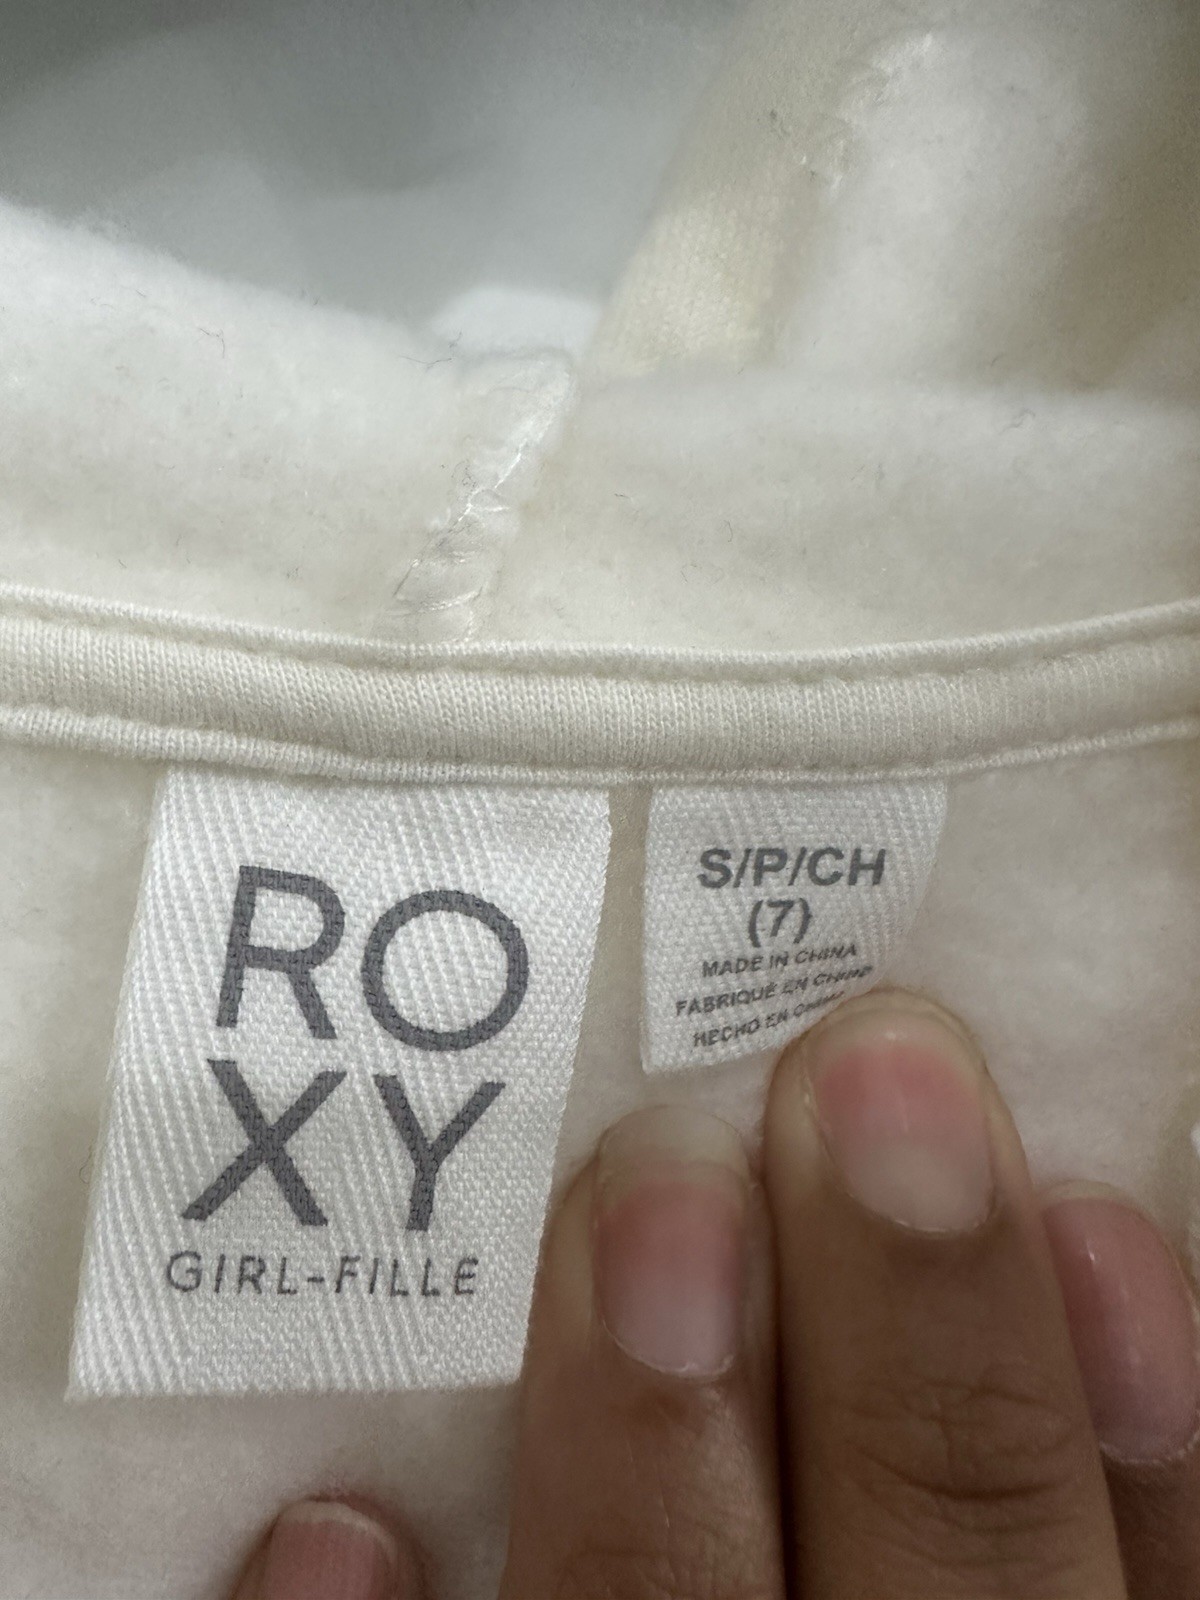 RO
XY
GIRL-FILLE
S/P/CH
(7)
MADE IN CHINA
FABRIQUÉ EN CHINE
HECHO EN CHINA